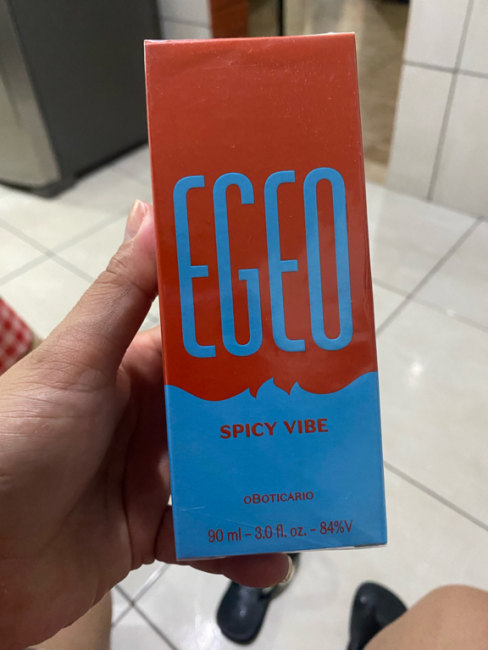 EGEO
SPICY VIBE
oBOTICARIO
90 ml - 3.0 fl. oz. - 84%V